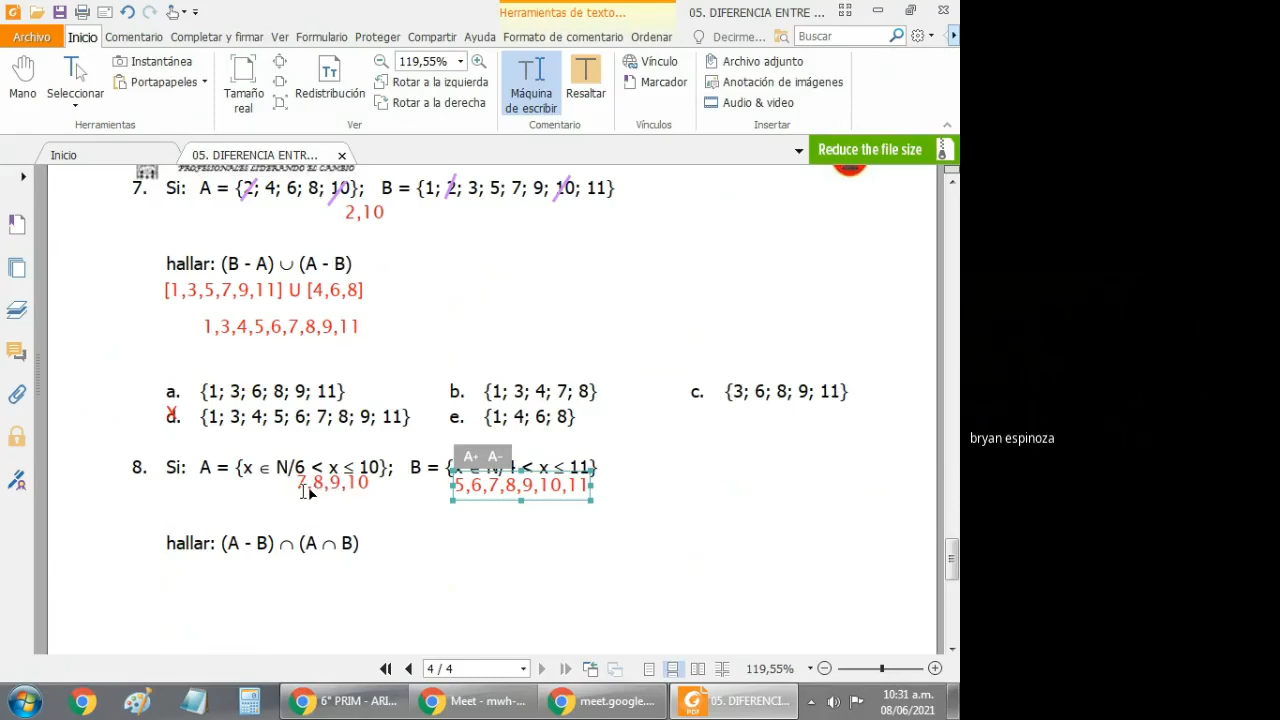 Herramientas de texto...
05. DIFERENCIA ENTRE ...
Archivo Inicio Comentario Completar y firmar Ver Formulario Proteger Compartir Ayuda Formato de comentario Ordenar Decirme... Buscar
Mano
Seleccionar
Instantánea
Portapapeles
Tamaño real
Redistribución
119,55%
Rotar a la izquierda
Rotar a la derecha
Máquina de escribir
Resaltar
Vínculo
Marcador
Archivo adjunto
Anotación de imágenes
Audio & video
Herramientas Ver Comentario Vínculos Insertar
Inicio 05. DIFERENCIA ENTR... Reduce the file size
PROFESIONALES LIDERANDO EL CAMBIO
7. Si: A = {2; 4; 6; 8; 10}; B = {1; 2; 3; 5; 7; 9; 10; 11}
2,10
hallar: (B - A) ∪ (A - B)
[1,3,5,7,9,11] U [4,6,8]
1,3,4,5,6,7,8,9,11
a. {1; 3; 6; 8; 9; 11} b. {1; 3; 4; 7; 8} c. {3; 6; 8; 9; 11}
d. {1; 3; 4; 5; 6; 7; 8; 9; 11} e. {1; 4; 6; 8}
A+ A-
8. Si: A = {x ∈ N/6 < x ≤ 10}; B = {x ∈ N/4 < x ≤ 11}
7,8,9,10 5,6,7,8,9,10,11
hallar: (A - B) ∩ (A ∩ B)
bryan espinoza
4 / 4 119,55%
6° PRIM - ARI... Meet - mwh-... meet.google.... 05. DIFERENCI...
10:31 a.m.
08/06/2021